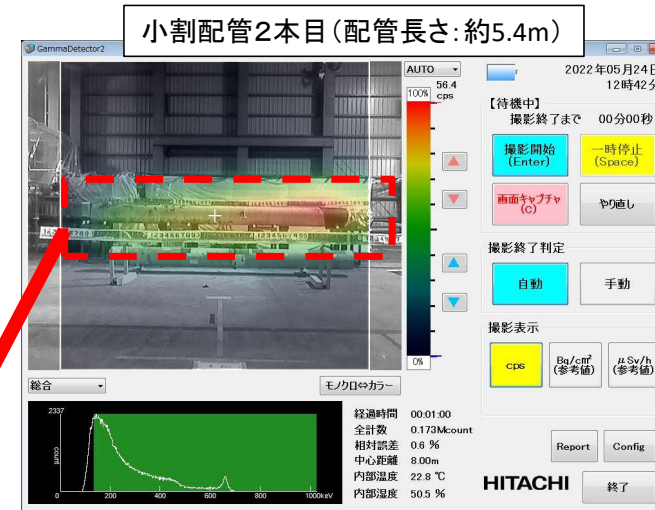 小割配管２本目(配管長さ:約5.4m)
GammaDetector2
AUTO
100%
56.4
cps
0%
2022年05月24日
12時42分
【待機中】
撮影終了まで 00分00秒
撮影開始
(Enter)
一時停止
(Space)
画面キャプチャ
(C)
やり直し
撮影終了判定
自動
手動
撮影表示
cps
Bq/cm²
(参考値)
μSv/h
(参考値)
総合
モノクロ⇔カラー
2337
count
0
200
400
600
800
1000keV
経過時間 00:01:00
全計数 0.173Mcount
相対誤差 0.6 %
中心距離 8.00m
内部温度 22.8 ℃
内部湿度 50.5 %
Report
Config
HITACHI
終了